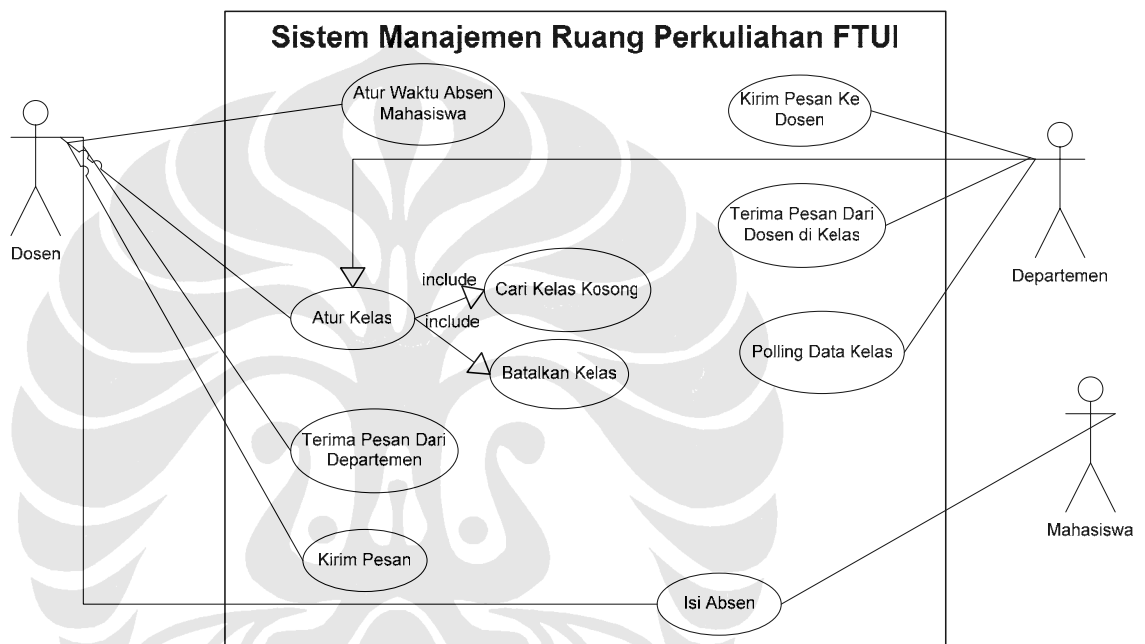 Sistem Manajemen Ruang Perkuliahan FTUI
Atur Waktu Absen
Mahasiswa
Kirim Pesan Ke
Dosen
Dosen
Terima Pesan Dari
Dosen di Kelas
Departemen
include
Cari Kelas Kosong
Atur Kelas
include
Batalkan Kelas
Polling Data Kelas
Terima Pesan Dari
Departemen
Mahasiswa
Kirim Pesan
Isi Absen